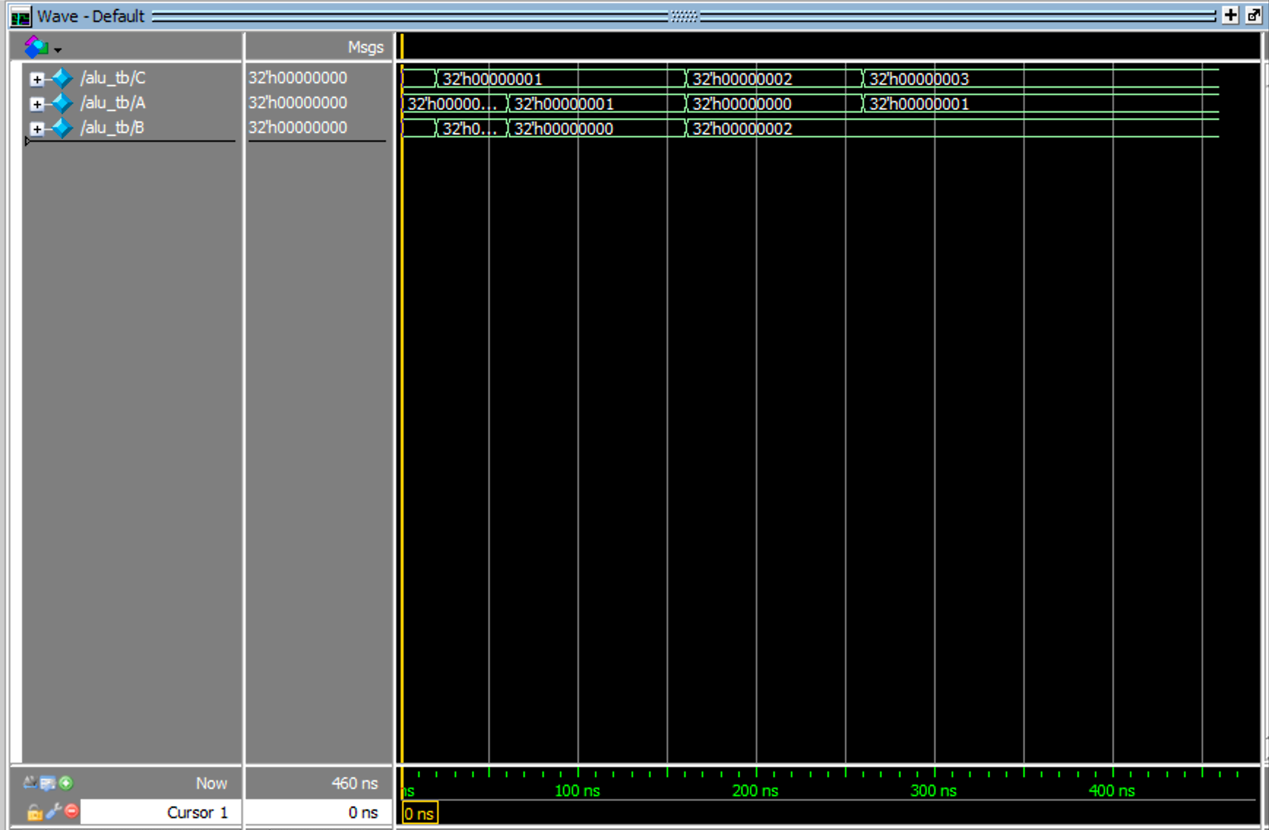 Wave - Default
Msgs
/alu_tb/C 32'h00000000 32'h00000001 32'h00000002 32'h00000003
/alu_tb/A 32'h00000000 32'h00000... 32'h00000001 32'h00000000 32'h00000001
/alu_tb/B 32'h00000000 32'h0... 32'h00000000 32'h00000002
Now 460 ns ns 100 ns 200 ns 300 ns 400 ns
Cursor 1 0 ns 0 ns